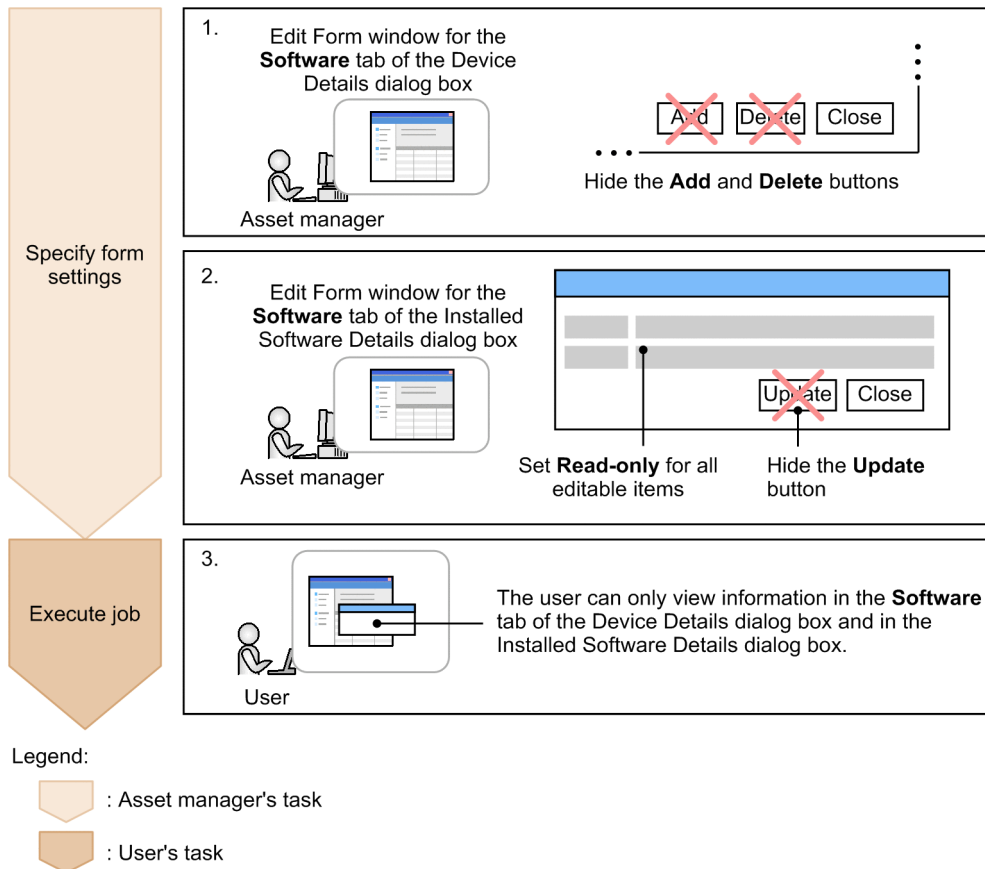 1.
Edit Form window for the
Software tab of the Device
Details dialog box
Asset manager
Add
Delete
Close
Hide the Add and Delete buttons
Specify form
settings
2.
Edit Form window for the
Software tab of the Installed
Software Details dialog box
Asset manager
Update
Close
Set Read-only for all
editable items
Hide the Update
button
Execute job
3.
User
The user can only view information in the Software
tab of the Device Details dialog box and in the
Installed Software Details dialog box.
Legend:
: Asset manager's task
: User's task